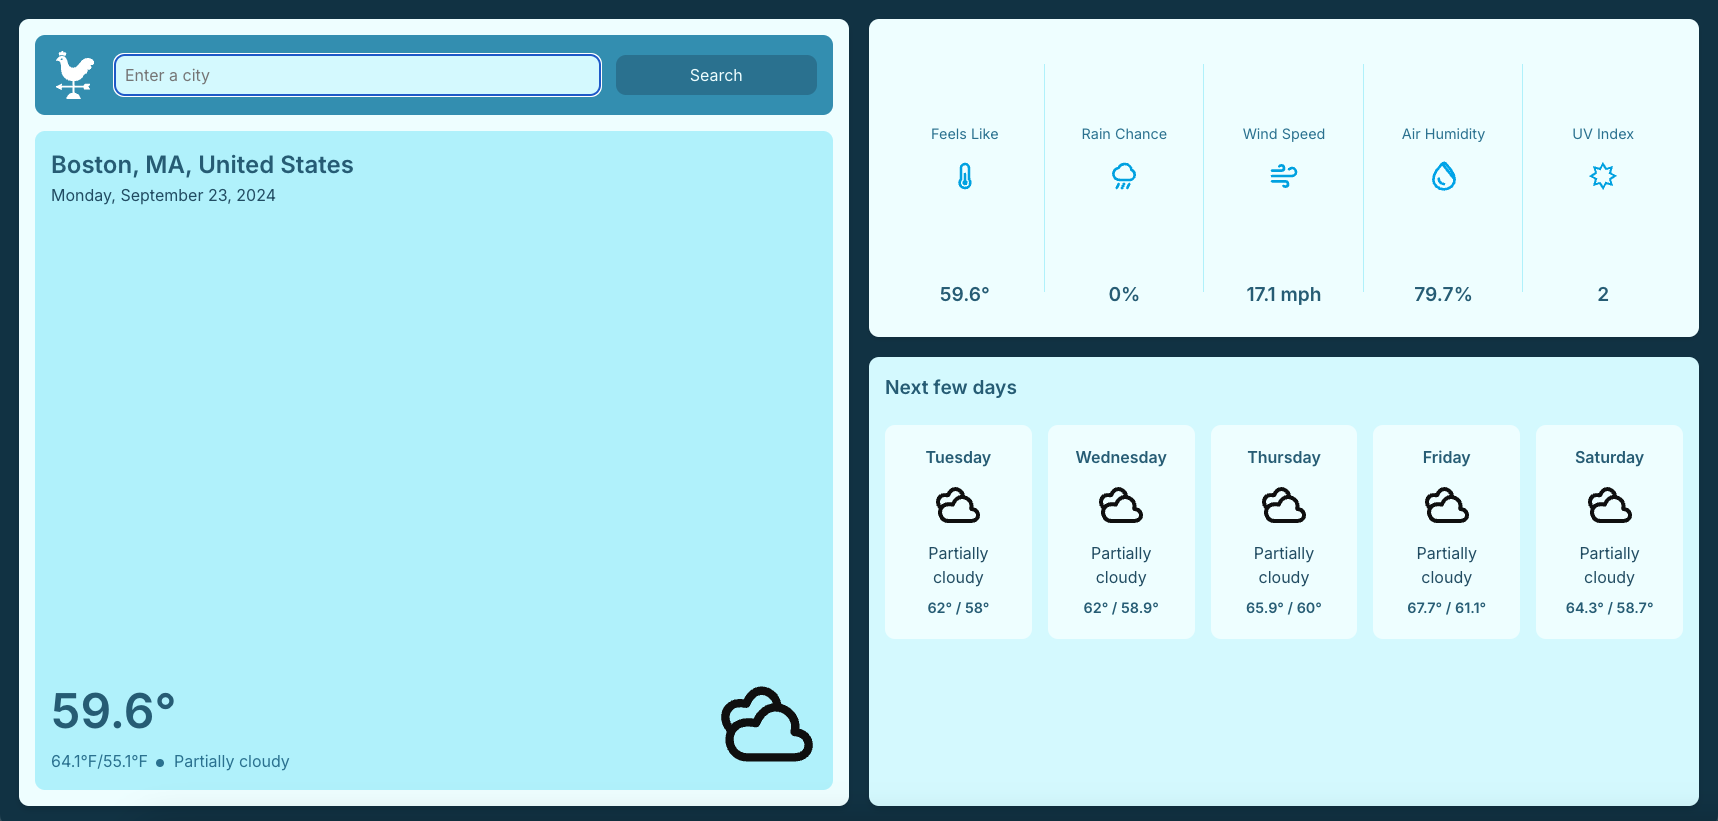 Enter a city
Search
Boston, MA, United States
Monday, September 23, 2024
59.6°
64.1°F/55.1°F ● Partially cloudy
Feels Like
59.6°
Rain Chance
0%
Wind Speed
17.1 mph
Air Humidity
79.7%
UV Index
2
Next few days
Tuesday
Partially
cloudy
62° / 58°
Wednesday
Partially
cloudy
62° / 58.9°
Thursday
Partially
cloudy
65.9° / 60°
Friday
Partially
cloudy
67.7° / 61.1°
Saturday
Partially
cloudy
64.3° / 58.7°